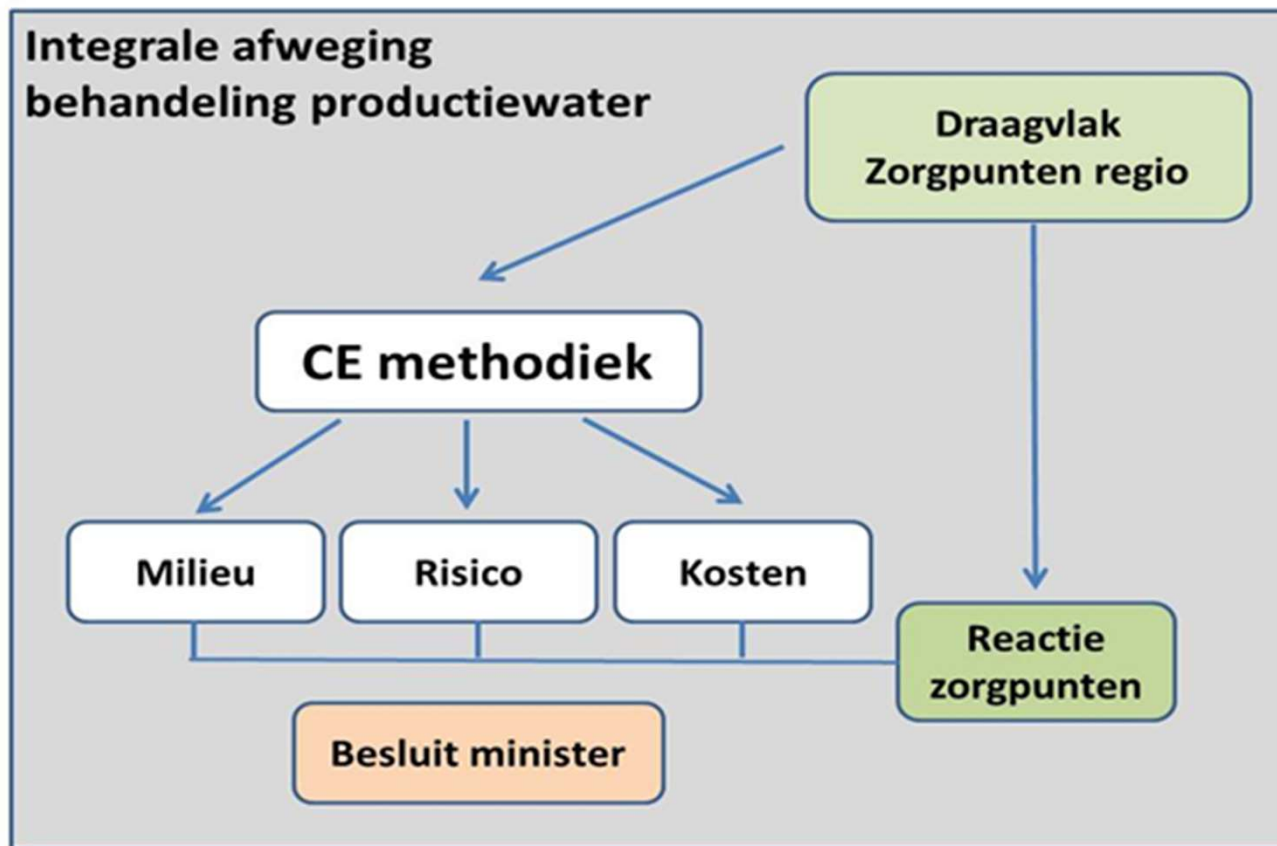 Integrale afweging
behandeling productiewater
Draagvlak
Zorgpunten regio
CE methodiek
Milieu
Risico
Kosten
Reactie
zorgpunten
Besluit minister